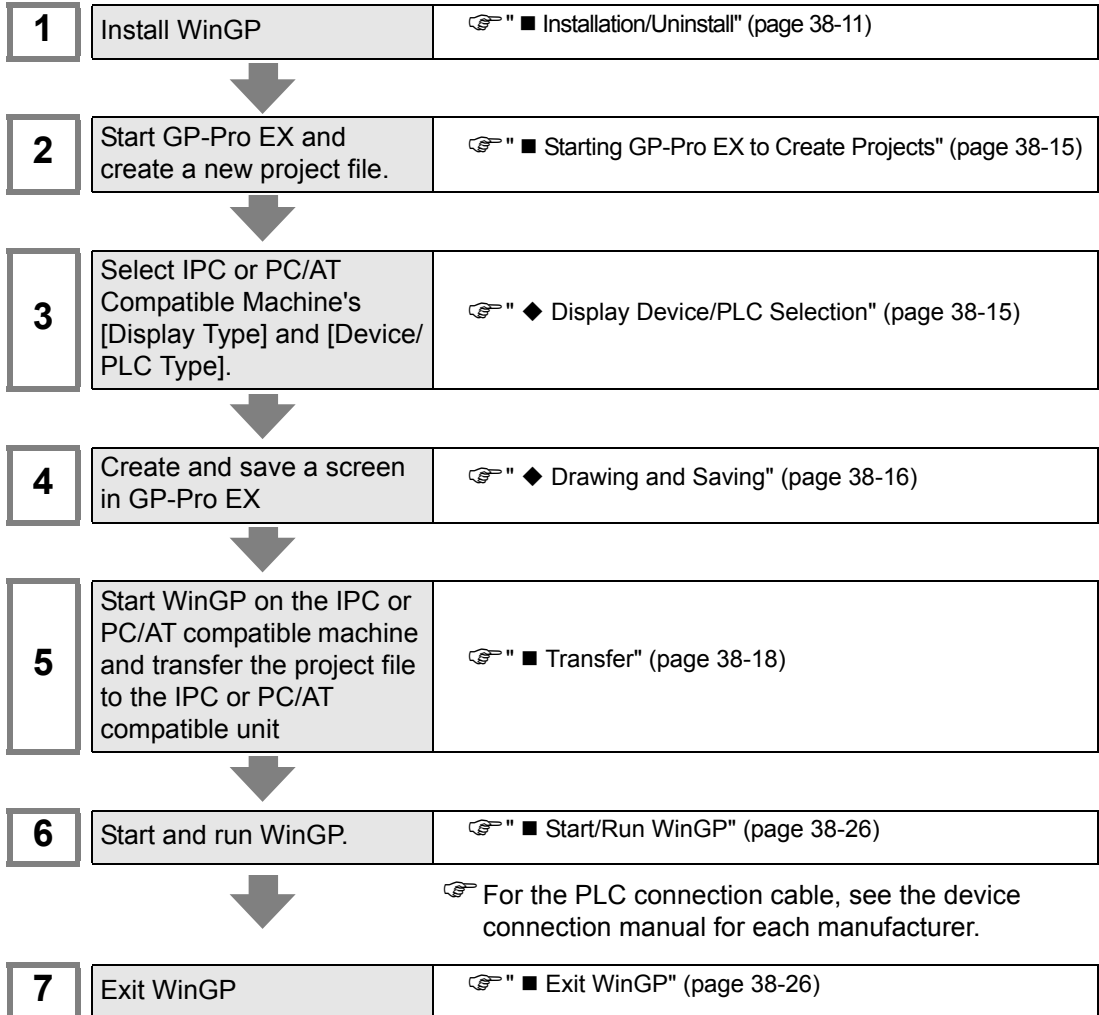 1
Install WinGP
☞ " ■ Installation/Uninstall" (page 38-11)
2
Start GP-Pro EX and
create a new project file.
☞ " ■ Starting GP-Pro EX to Create Projects" (page 38-15)
3
Select IPC or PC/AT
Compatible Machine's
[Display Type] and [Device/
PLC Type].
☞ " ◆ Display Device/PLC Selection" (page 38-15)
4
Create and save a screen
in GP-Pro EX
☞ " ◆ Drawing and Saving" (page 38-16)
5
Start WinGP on the IPC or
PC/AT compatible machine
and transfer the project file
to the IPC or PC/AT
compatible unit
☞ " ■ Transfer" (page 38-18)
6
Start and run WinGP.
☞ " ■ Start/Run WinGP" (page 38-26)
☞ For the PLC connection cable, see the device
connection manual for each manufacturer.
7
Exit WinGP
☞ " ■ Exit WinGP" (page 38-26)